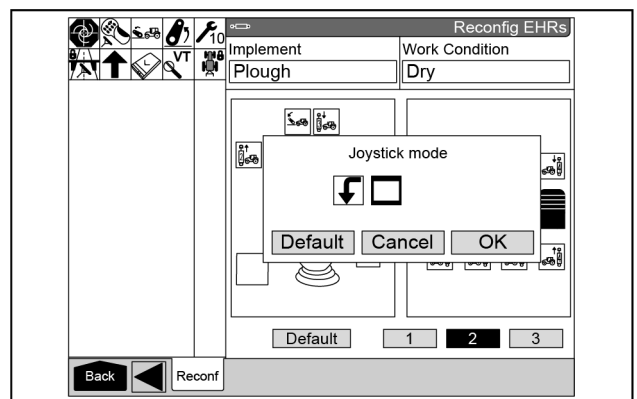 Reconfig EHRs
10
VT
Implement
Work Condition
Plough
Dry
Joystick mode
Default Cancel OK
Default 1 2 3
Back Reconf